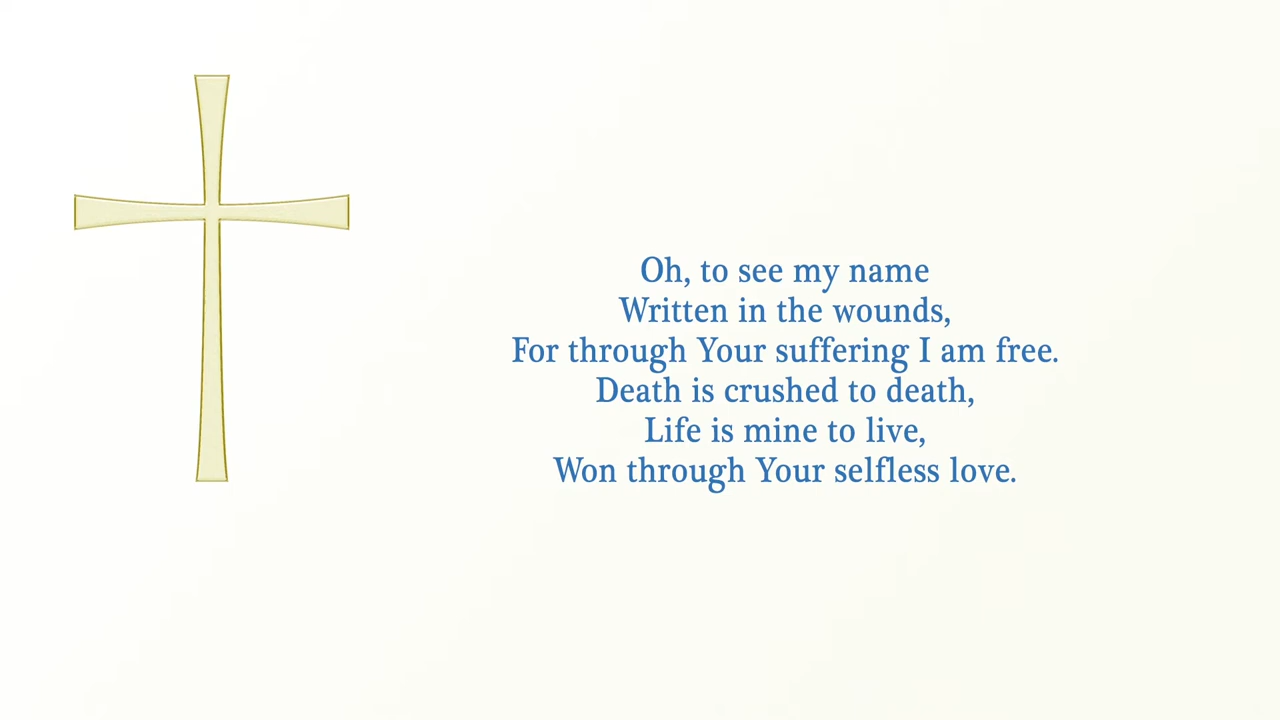 Oh, to see my name
Written in the wounds,
For through Your suffering I am free.
Death is crushed to death,
Life is mine to live,
Won through Your selfless love.